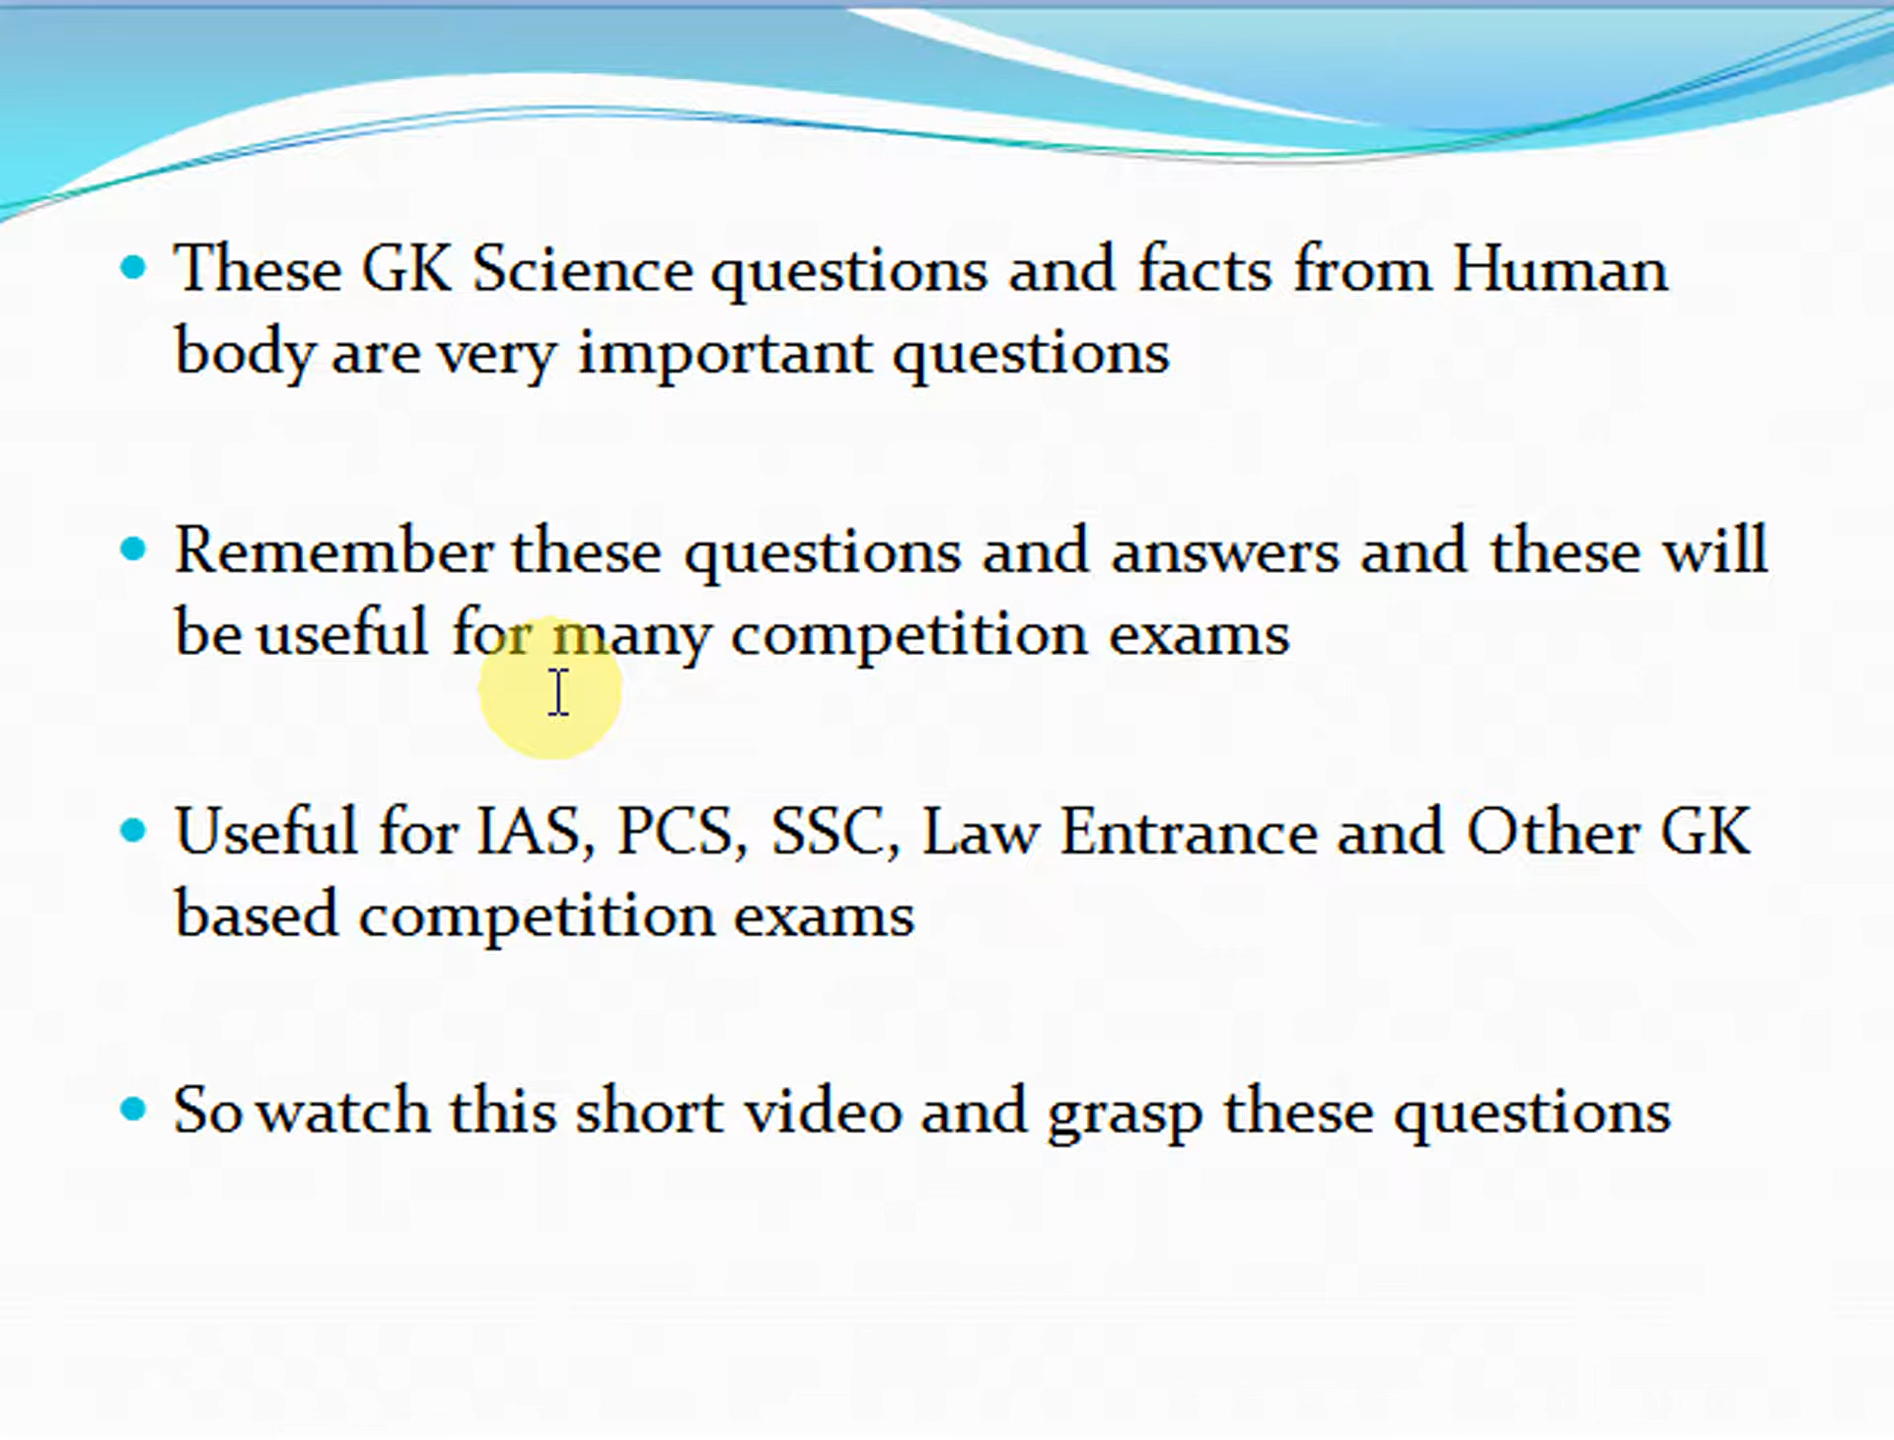 These GK Science questions and facts from Human
body are very important questions
Remember these questions and answers and these will
be useful for many competition exams
Useful for IAS, PCS, SSC, Law Entrance and Other GK
based competition exams
So watch this short video and grasp these questions